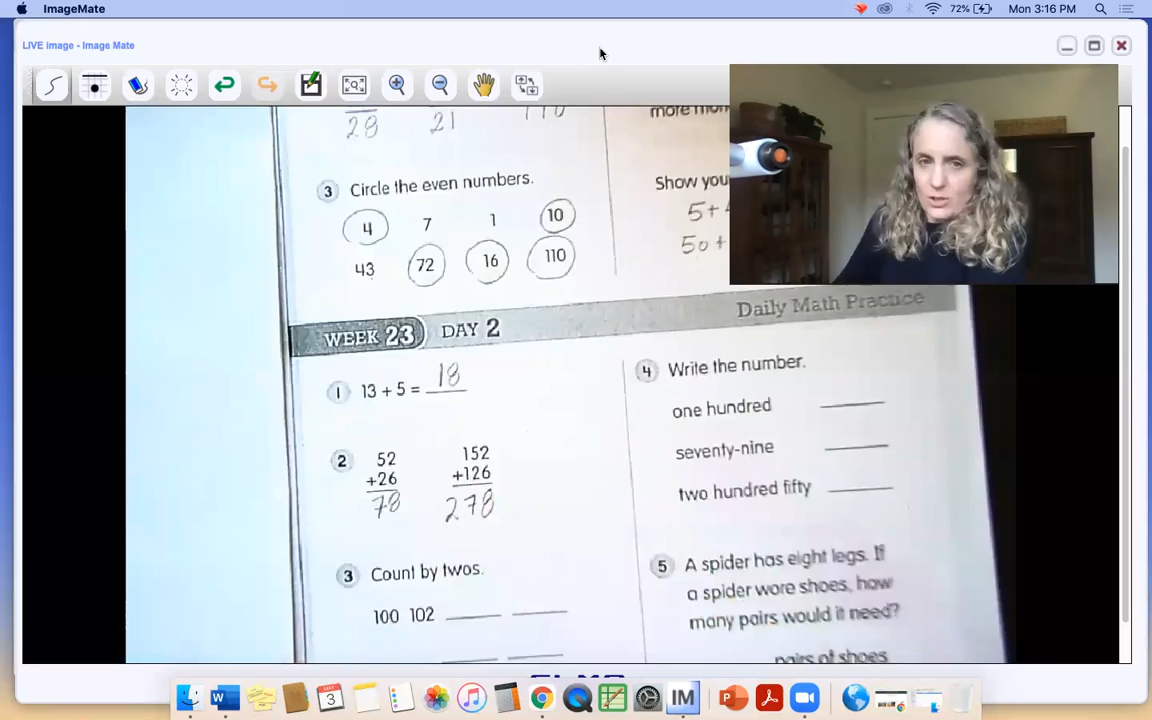 ImageMate
72%
Mon 3:16 PM
LIVE image - Image Mate
28 21
3 Circle the even numbers.
4 7 1 10
43 72 16 110
Show you
5+
50+
Daily Math Practice
WEEK 23 DAY 2
1 13 + 5 = 18
2 52 152
+26 +126
78 278
3 Count by twos.
100 102
4 Write the number.
one hundred
seventy-nine
two hundred fifty
5 A spider has eight legs. If
a spider wore shoes, how
many pairs would it need?
pairs of shoes
MAR
3
W
IM
P